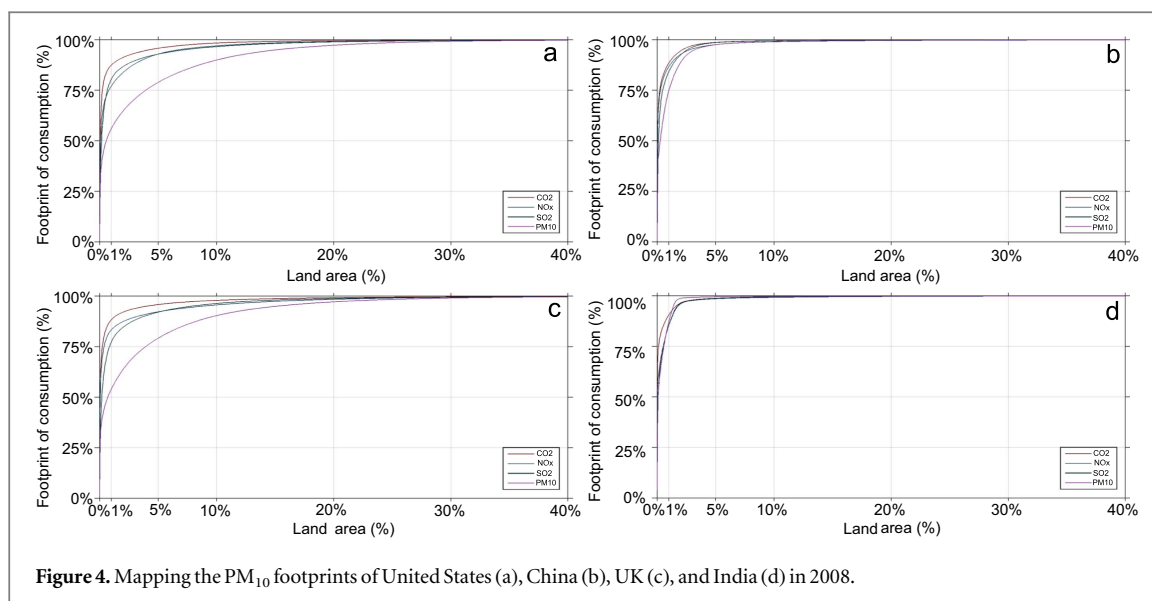 100%
75%
50%
25%
0%
Footprint of consumption (%)
a
CO2
NOx
SO2
PM10
0% 1% 5% 10% 20% 30% 40%
Land area (%)
100%
75%
50%
25%
0%
Footprint of consumption (%)
b
CO2
NOx
SO2
PM10
0% 1% 5% 10% 20% 30% 40%
Land area (%)
100%
75%
50%
25%
0%
Footprint of consumption (%)
c
CO2
NOx
SO2
PM10
0% 1% 5% 10% 20% 30% 40%
Land area (%)
100%
75%
50%
25%
0%
Footprint of consumption (%)
d
CO2
NOx
SO2
PM10
0% 1% 5% 10% 20% 30% 40%
Land area (%)
Figure 4. Mapping the PM₁₀ footprints of United States (a), China (b), UK (c), and India (d) in 2008.